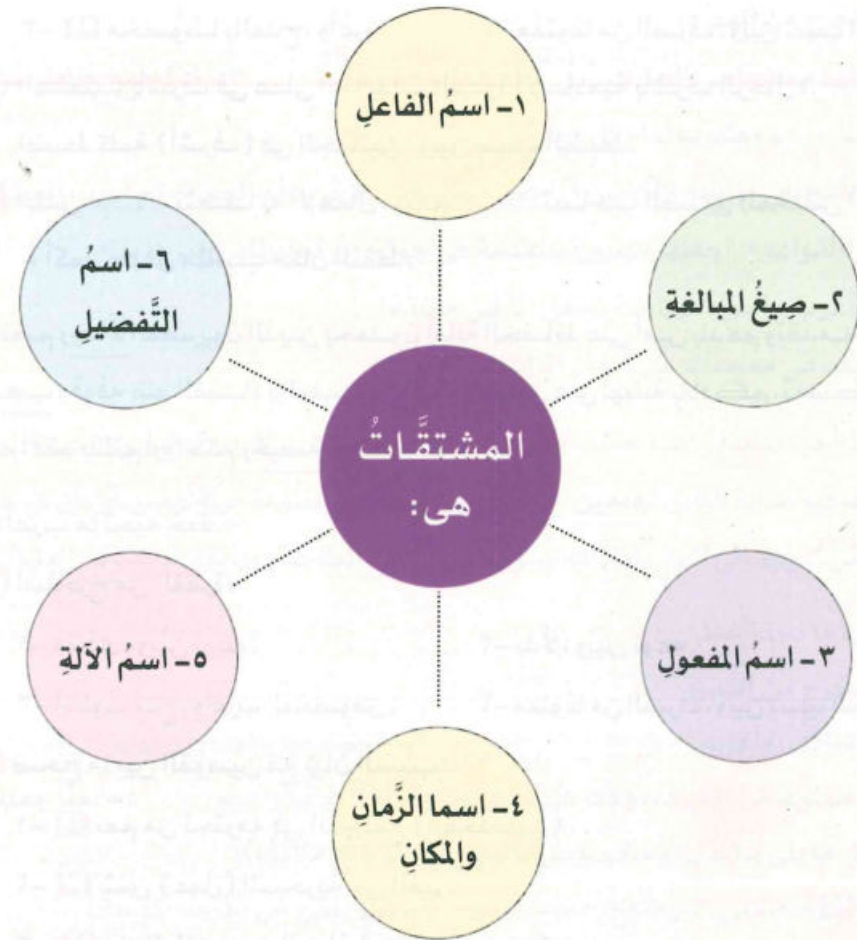 المشتقَّاتُ
هى:
١- اسمُ الفاعلِ
٢- صِيغُ المبالغة
٣- اسمُ المفعولِ
٤- اسما الزَّمانِ
والمكانِ
٥- اسمُ الآلةِ
٦- اسمُ
التَّفضيلِ